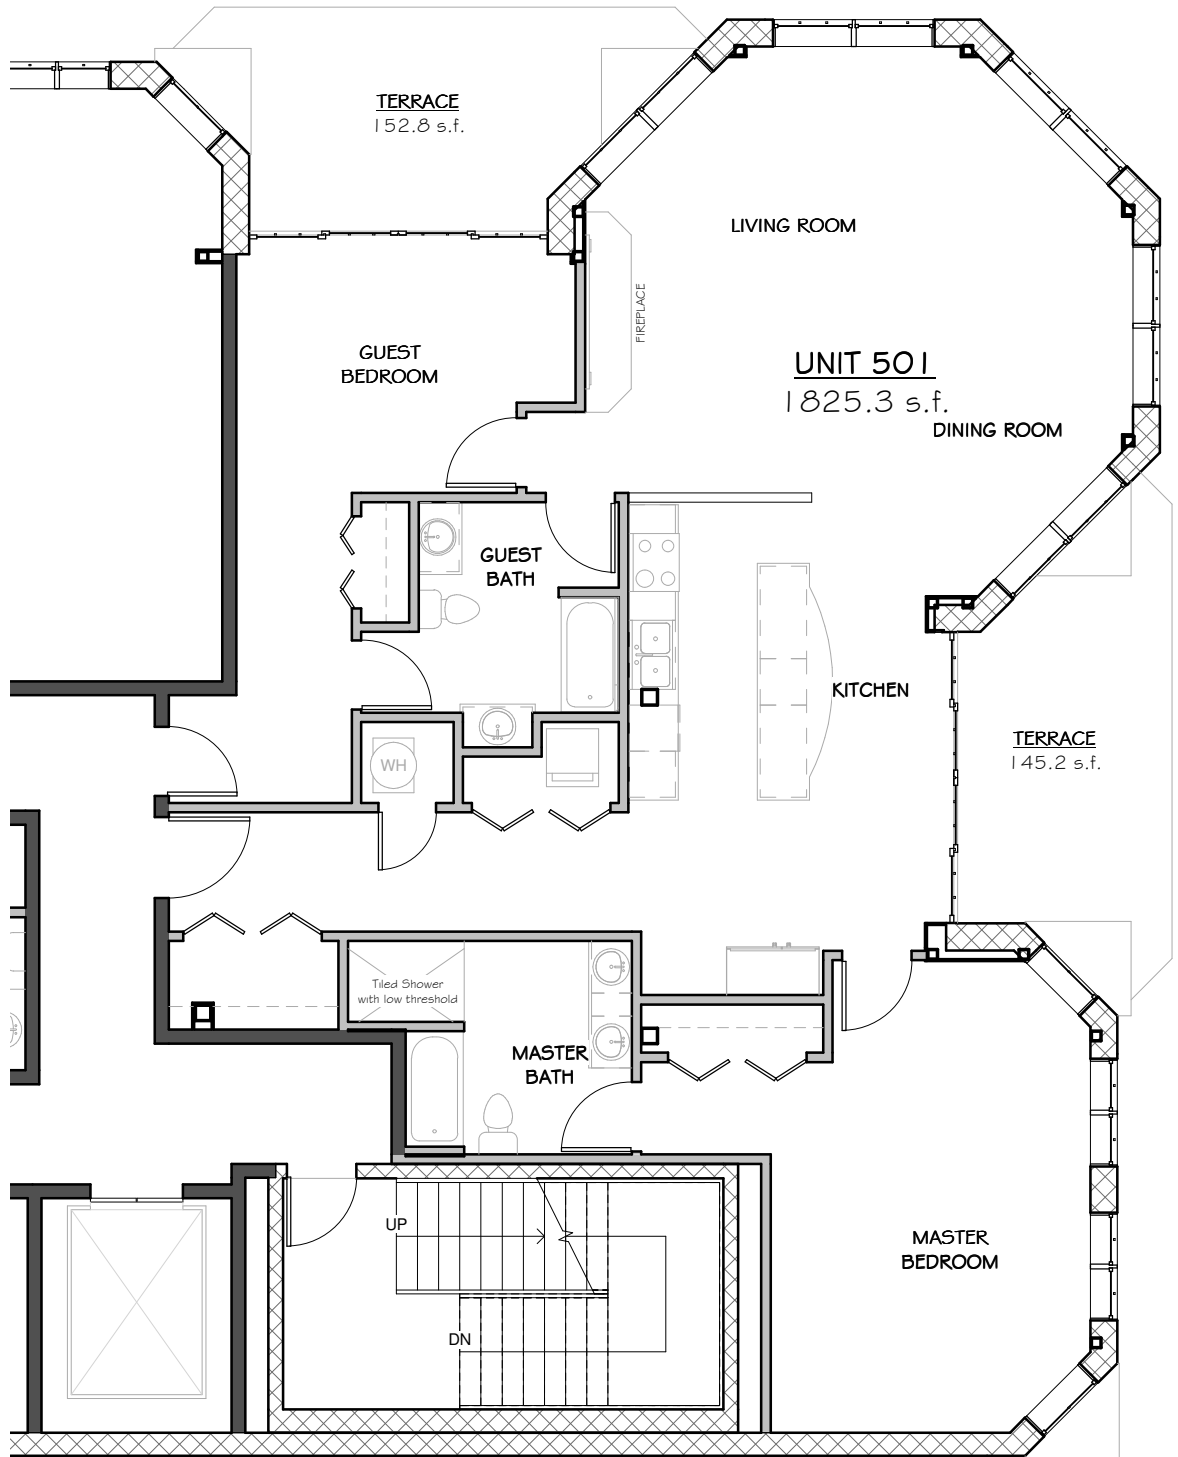 TERRACE
152.8 s.f.
LIVING ROOM
FIREPLACE
GUEST
BEDROOM
UNIT 501
1825.3 s.f.
DINING ROOM
GUEST
BATH
KITCHEN
TERRACE
145.2 s.f.
WH
Tiled Shower
with low threshold
MASTER
BATH
UP
MASTER
BEDROOM
DN